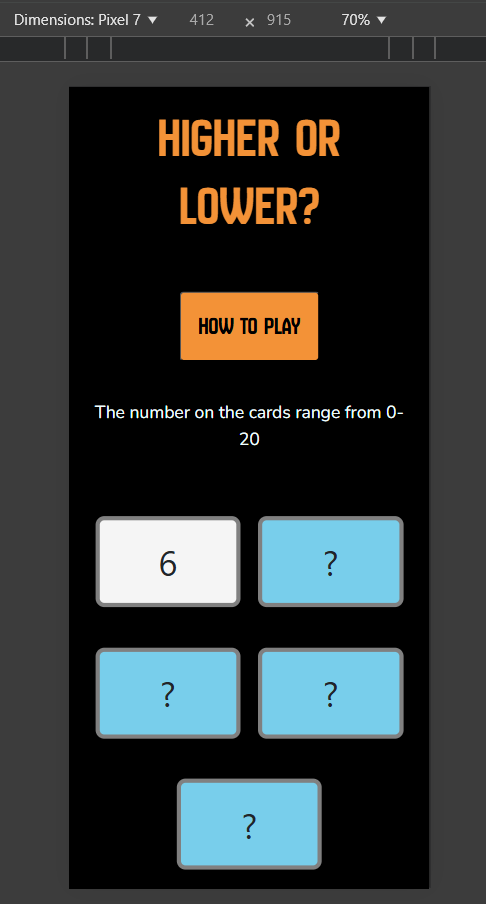 Dimensions: Pixel 7 ▼ 412 × 915 70% ▼
HIGHER OR
LOWER?
HOW TO PLAY
The number on the cards range from 0-
20
6 ?
? ?
?